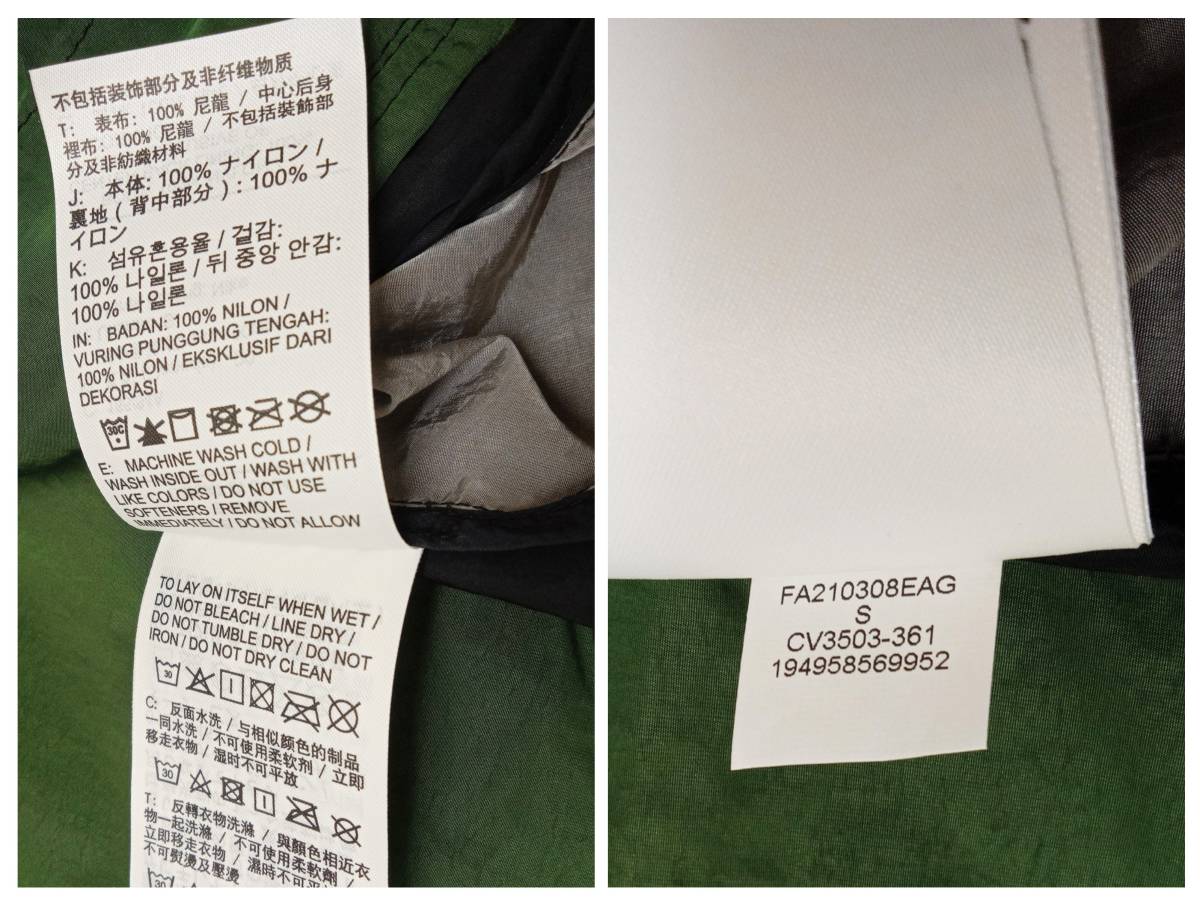 不包括装饰部分及非纤维物质
T: 表布: 100% 尼龍 / 中心后身
裡布: 100% 尼龍 / 不包括裝飾部
分及非紡織材料
J: 本体: 100% ナイロン /
裏地 ( 背中部分 ) : 100% ナ
イロン
K: 섬유혼용율 / 겉감:
100% 나일론 / 뒤 중앙 안감:
100% 나일론
IN: BADAN: 100% NILON /
VURING PUNGGUNG TENGAH:
100% NILON / EKSKLUSIF DARI
DEKORASI
30C
E: MACHINE WASH COLD /
WASH INSIDE OUT / WASH WITH
LIKE COLORS / DO NOT USE
SOFTENERS / REMOVE
IMMEDIATELY / DO NOT ALLOW
TO LAY ON ITSELF WHEN WET /
DO NOT BLEACH / LINE DRY /
DO NOT TUMBLE DRY / DO NOT
IRON / DO NOT DRY CLEAN
30
C: 反面水洗 / 与相似颜色的制品
一同水洗 / 不可使用柔软剂 / 立即
移走衣物 / 湿时不可平放
30
T: 反轉衣物洗滌 / 與顏色相近衣
物一起洗滌 / 不可使用柔軟劑 /
立即移走衣物 / 濕時不可平放 /
不可熨燙及壓燙
30
FA210308EAG
S
CV3503-361
194958569952